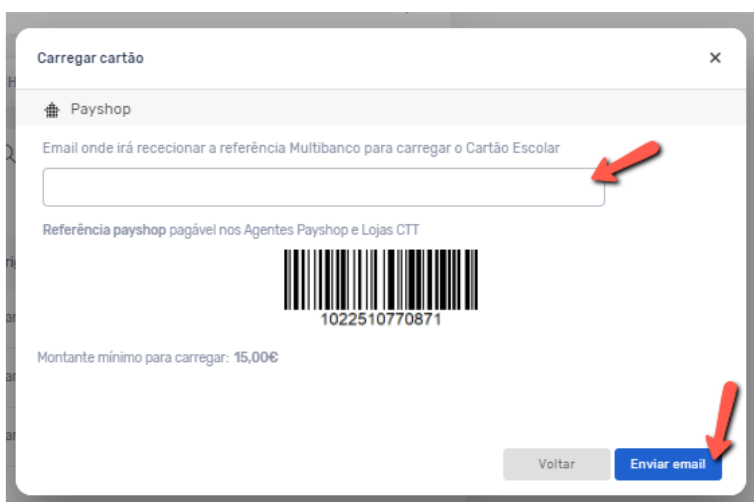 Carregar cartão
Payshop
Email onde irá rececionar a referência Multibanco para carregar o Cartão Escolar
Referência payshop pagável nos Agentes Payshop e Lojas CTT
1022510770871
Montante mínimo para carregar: 15,00€
Voltar
Enviar email